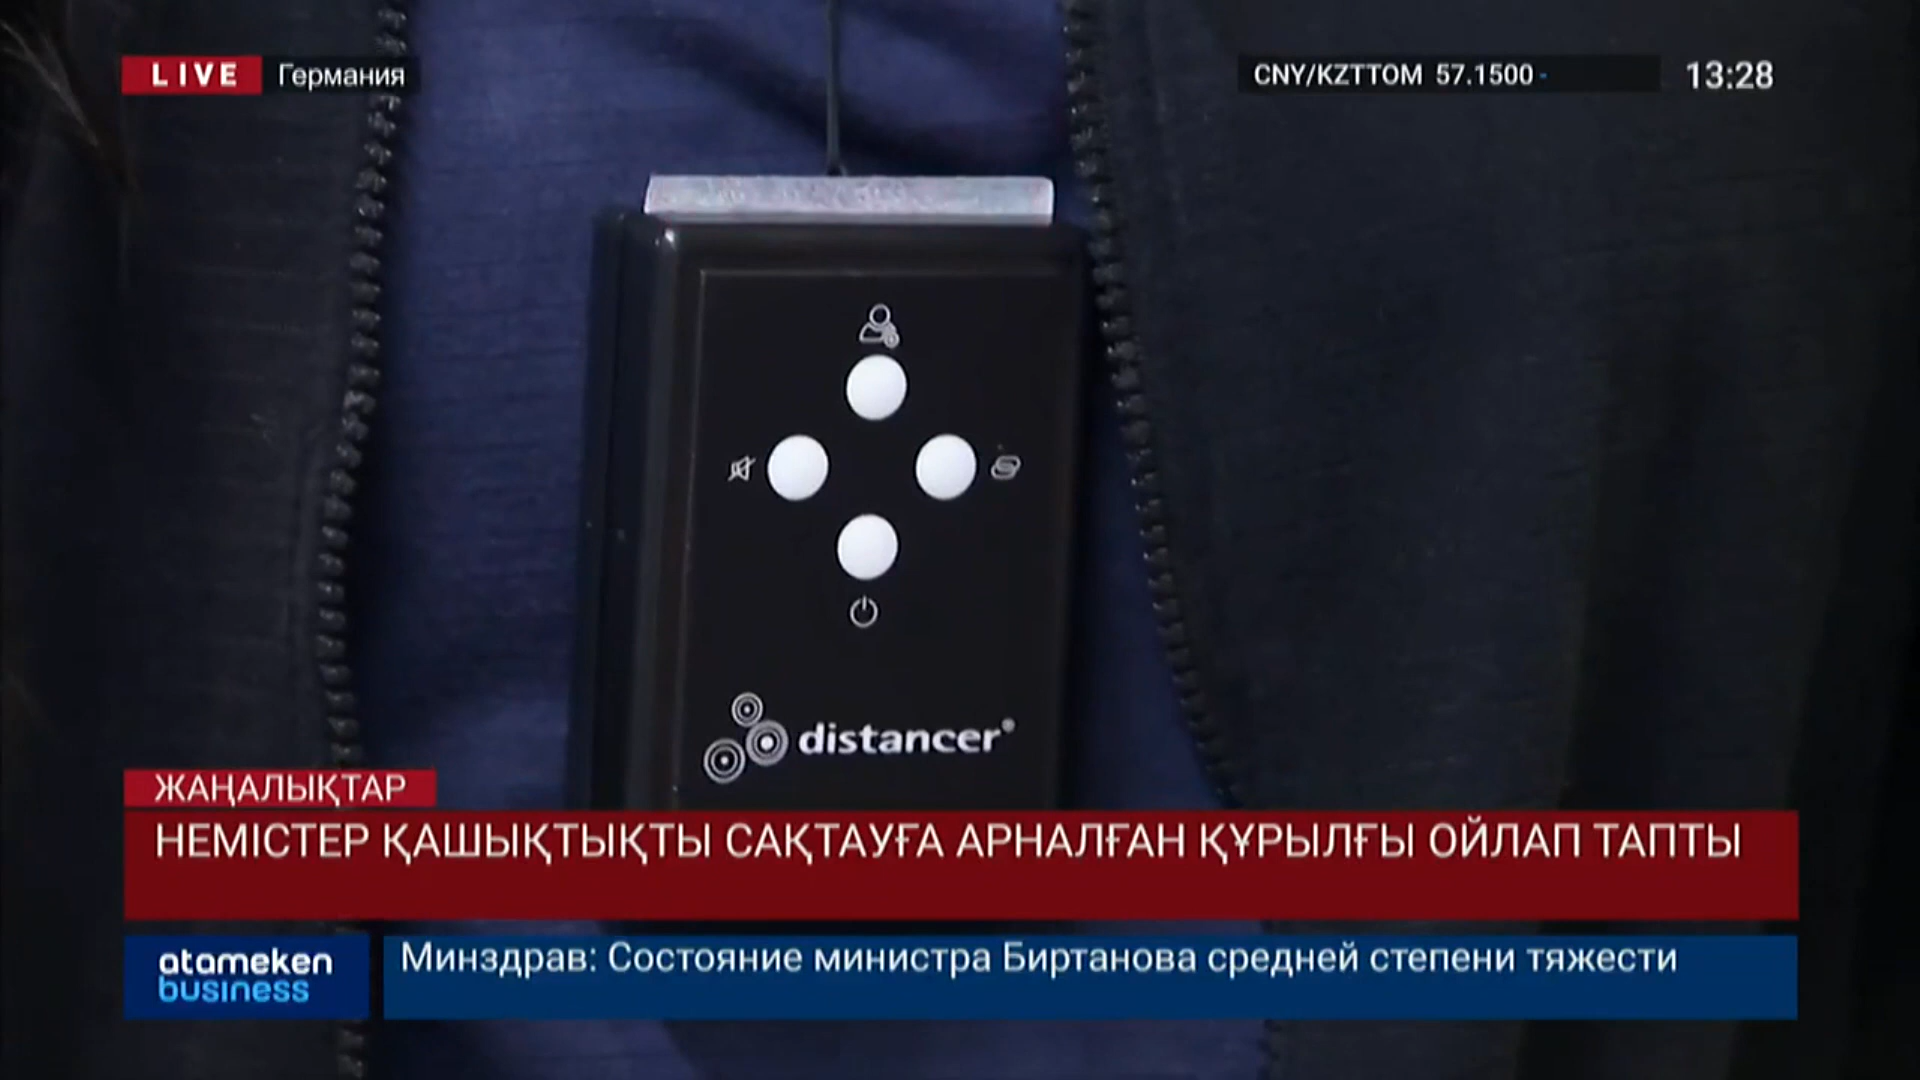 LIVE Германия
CNY/KZTTOM 57.1500 -
13:28
distancer®
ЖАҢАЛЫҚТАР
НЕМІСТЕР ҚАШЫҚТЫҚТЫ САҚТАУҒА АРНАЛҒАН ҚҰРЫЛҒЫ ОЙЛАП ТАПТЫ
atameken
business
Минздрав: Состояние министра Биртанова средней степени тяжести